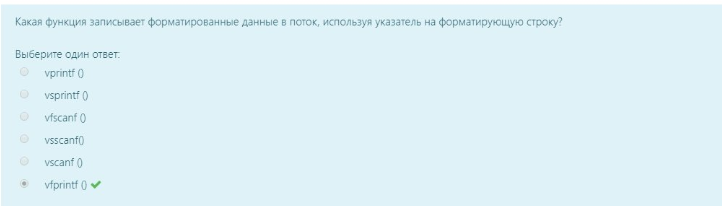 Какая функция записывает форматированные данные в поток, используя указатель на форматирующую строку?
Выберите один ответ:
vprintf ()
vsprintf ()
vfscanf ()
vsscanf()
vscanf ()
vfprintf ()